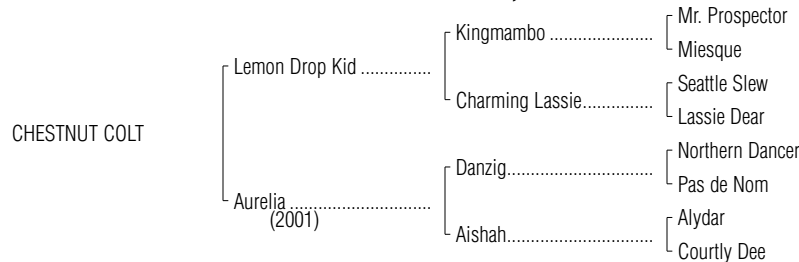 Mr. Prospector
Kingmambo ......................
Miesque
Lemon Drop Kid ...............
Seattle Slew
Charming Lassie...............
Lassie Dear
CHESTNUT COLT
Northern Dancer
Danzig...............................
Pas de Nom
Aurelia ..............................
(2001)
Alydar
Aishah...............................
Courtly Dee